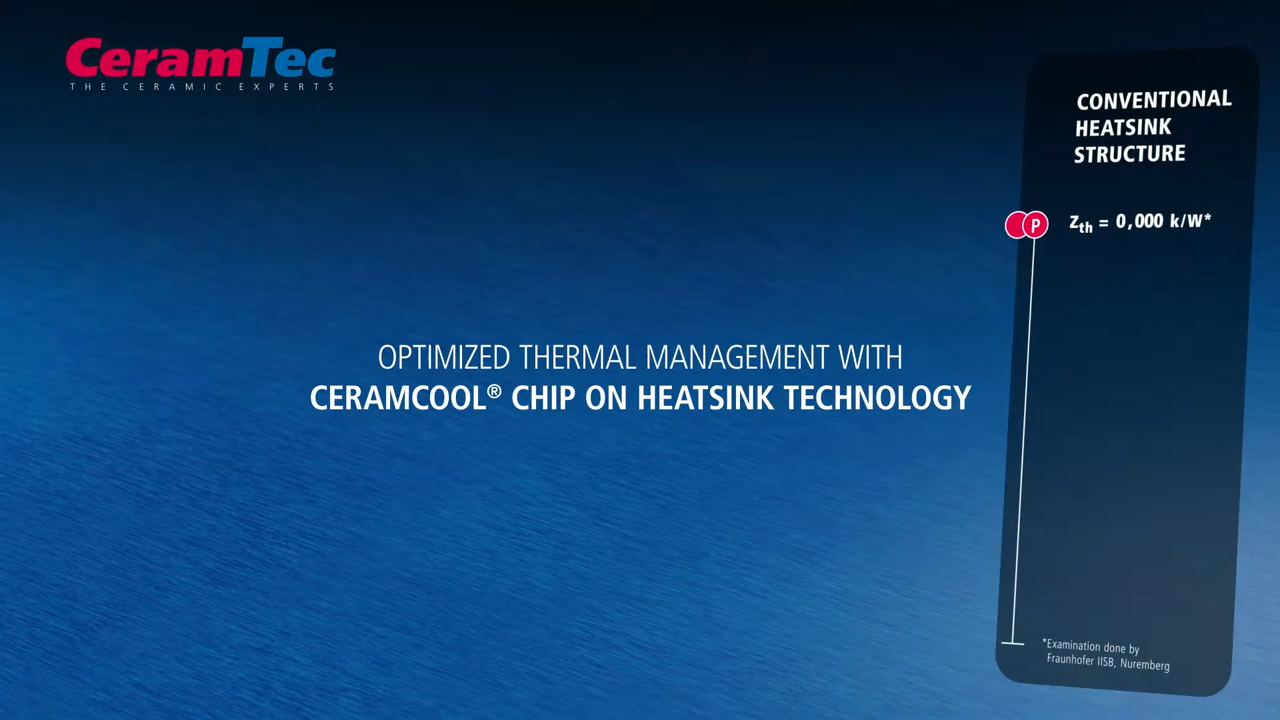 CeramTec
THE CERAMIC EXPERTS
OPTIMIZED THERMAL MANAGEMENT WITH
CERAMCOOL® CHIP ON HEATSINK TECHNOLOGY
CONVENTIONAL
HEATSINK
STRUCTURE
P
Zth = 0,000 k/W*
*Examination done by
Fraunhofer IISB, Nuremberg